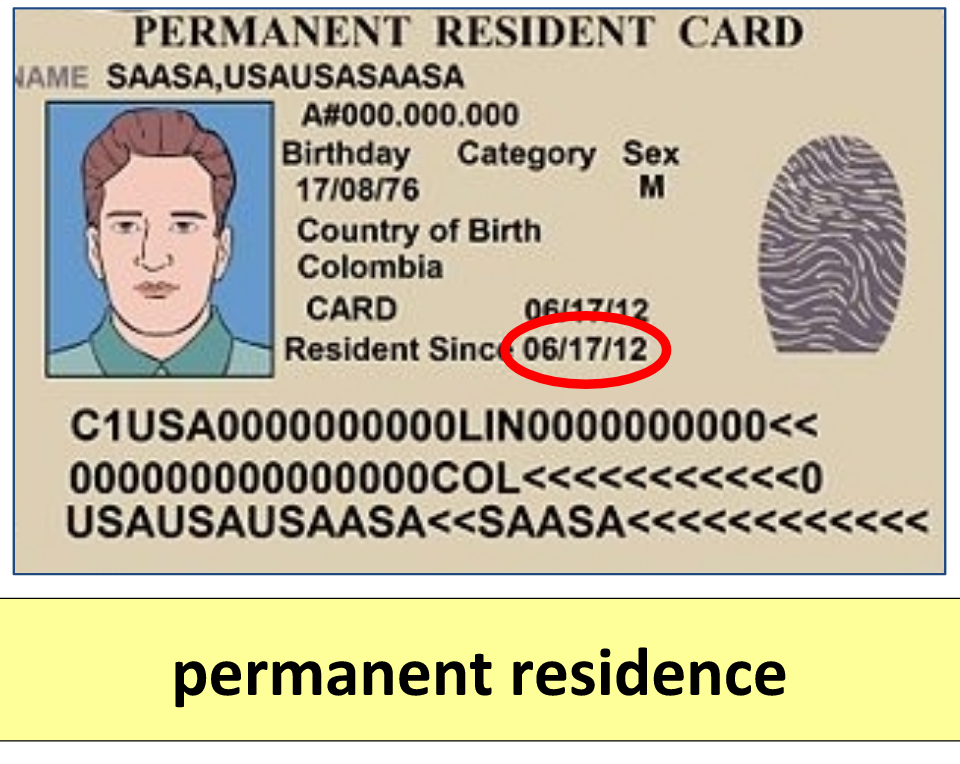 PERMANENT RESIDENT CARD
NAME SAASA,USAUSASAASA
A#000.000.000
Birthday Category Sex
17/08/76 M
Country of Birth
Colombia
CARD 06/17/12
Resident Since 06/17/12
C1USA0000000000LIN0000000000<<
000000000000000COL<<<<<<<<<<<0
USAUSAUSAASA<<SAASA<<<<<<<<<<<<
permanent residence